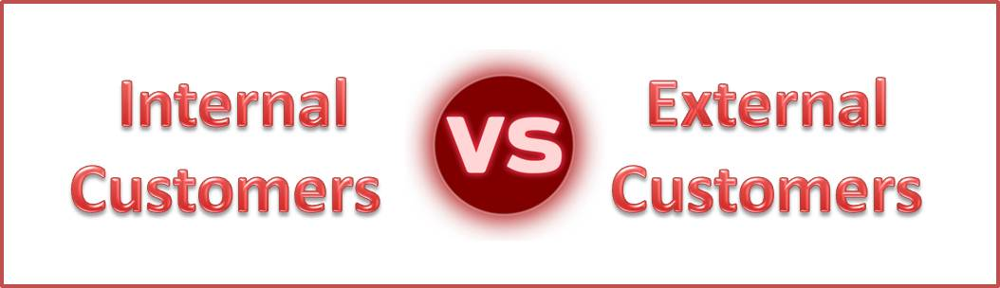 Internal
Customers
VS
External
Customers